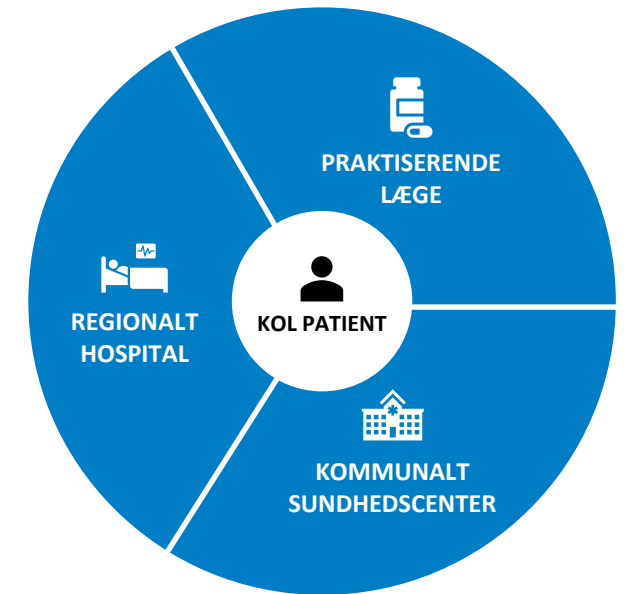 PRAKTISERENDE
LÆGE
REGIONALT
HOSPITAL
KOL PATIENT
KOMMUNALT
SUNDHEDSCENTER